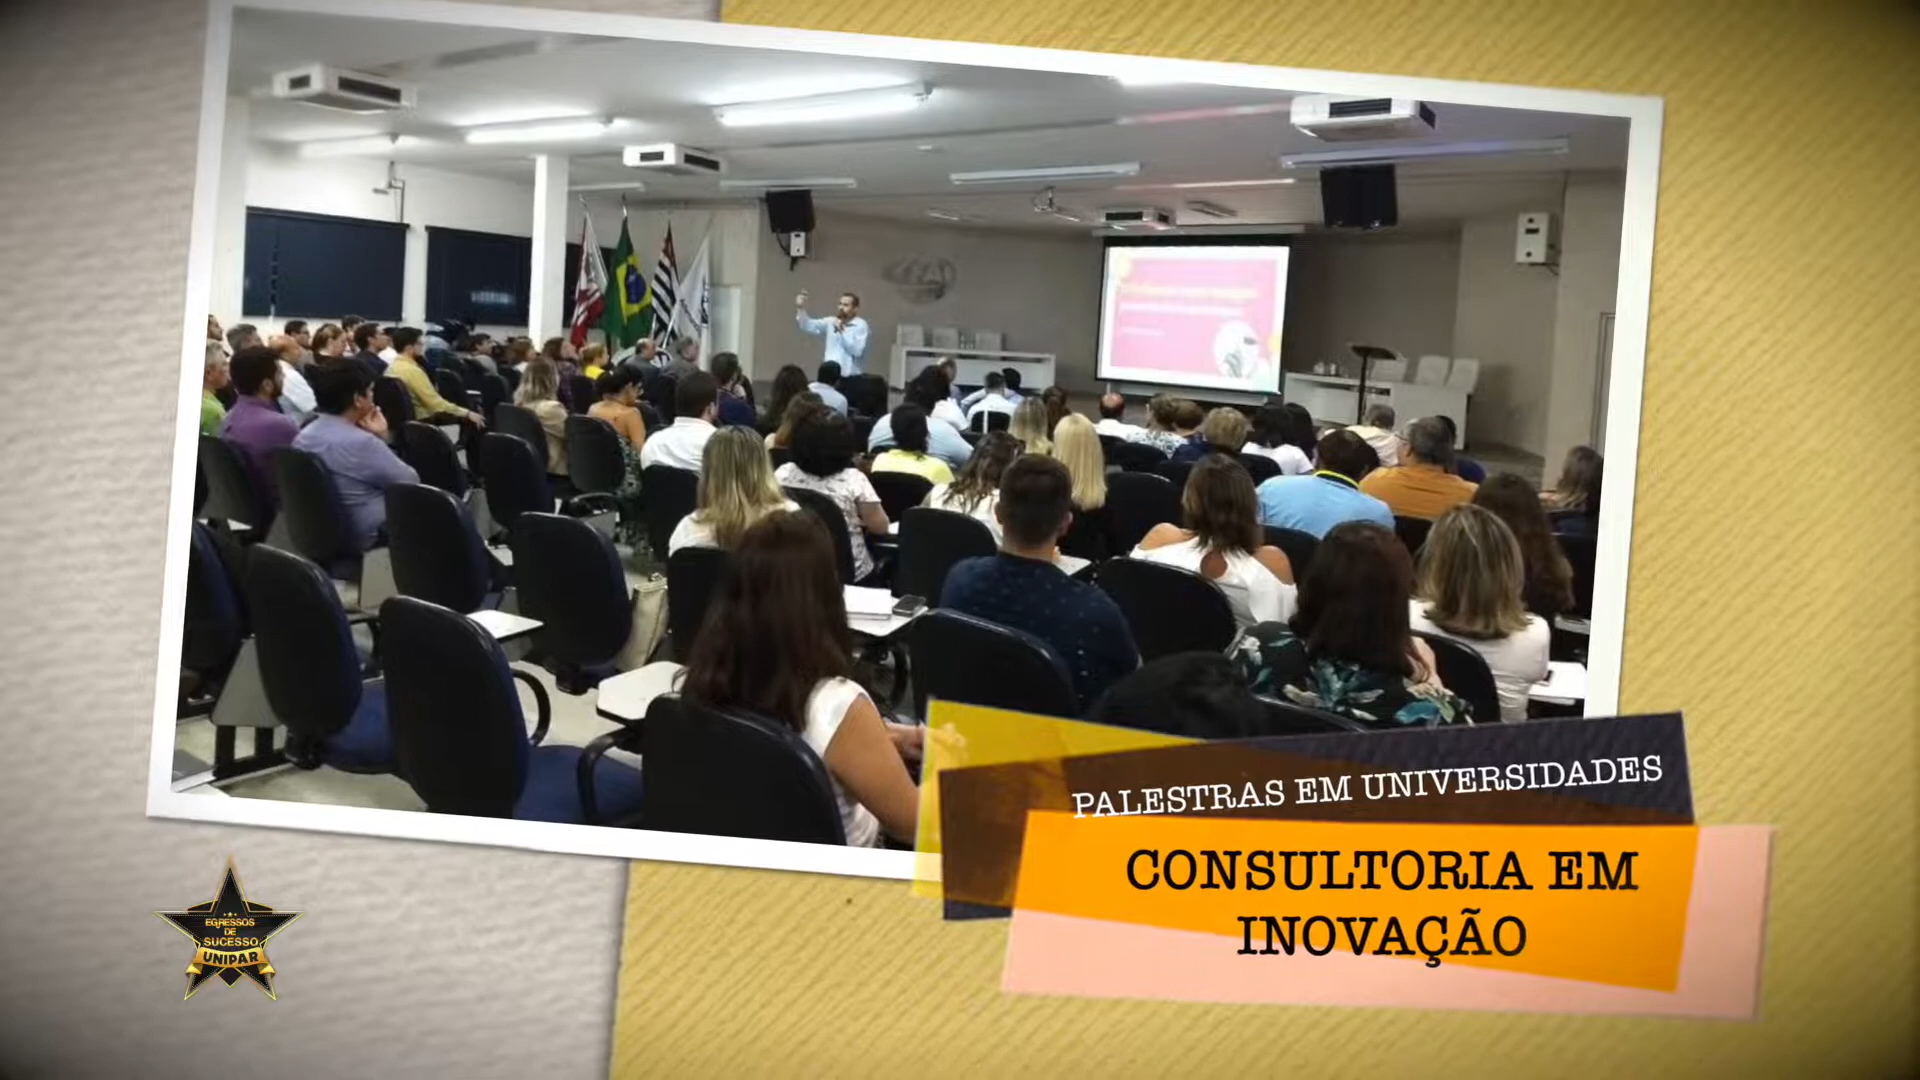 PALESTRAS EM UNIVERSIDADES
CONSULTORIA EM
INOVAÇÃO
EGRESSOS
DE
SUCESSO
UNIPAR